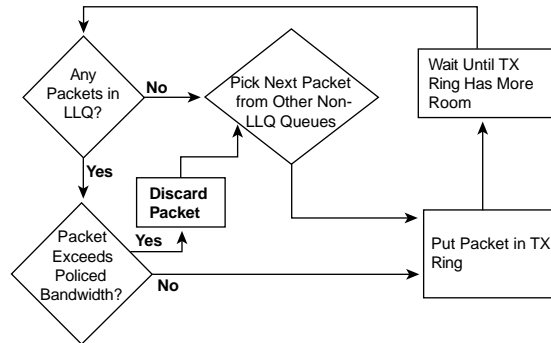 Any
Packets in
LLQ?
No
Pick Next Packet
from Other Non-
LLQ Queues
Wait Until TX
Ring Has More
Room
Yes
Discard
Packet
Packet
Exceeds
Policed
Bandwidth?
Yes
No
Put Packet in TX
Ring